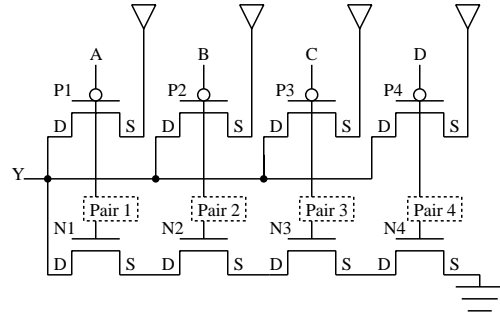 A B C D
P1 P2 P3 P4
D S D S D S D S
Y
Pair 1 Pair 2 Pair 3 Pair 4
N1 N2 N3 N4
D S D S D S D S